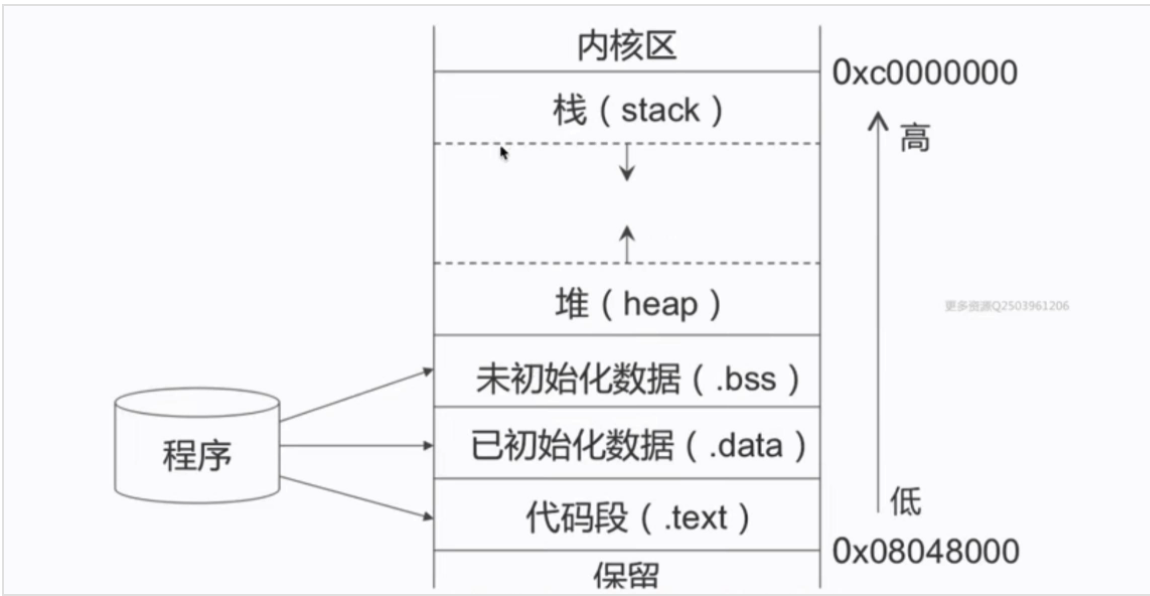 内核区
0xc0000000
栈（stack）
高
堆（heap）
更多资源Q2503961206
未初始化数据（.bss）
程序
已初始化数据（.data）
低
代码段（.text）
0x08048000
保留